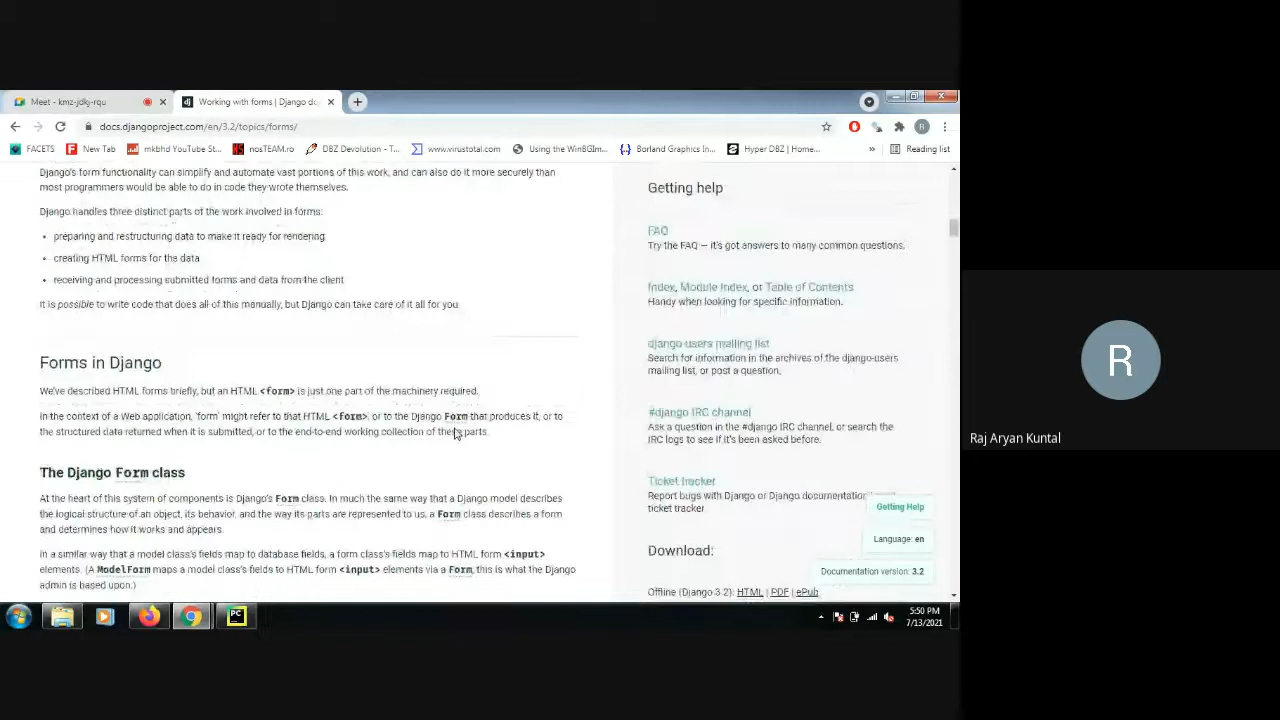 Meet - kmz-jdkj-rqu
Working with forms | Django do
docs.djangoproject.com/en/3.2/topics/forms/
FACETS
New Tab
mkbhd YouTube St...
nosTEAM.ro
DBZ Devolution - T...
www.virustotal.com
Using the WinBGIm...
Borland Graphics In...
Hyper DBZ | Home...
»
Reading list
Django's form functionality can simplify and automate vast portions of this work, and can also do it more securely than
most programmers would be able to do in code they wrote themselves.
Django handles three distinct parts of the work involved in forms:
• preparing and restructuring data to make it ready for rendering
• creating HTML forms for the data
• receiving and processing submitted forms and data from the client
It is possible to write code that does all of this manually, but Django can take care of it all for you.
Forms in Django
We've described HTML forms briefly, but an HTML <form> is just one part of the machinery required.
In the context of a Web application, 'form' might refer to that HTML <form>, or to the Django Form that produces it, or to
the structured data returned when it is submitted, or to the end-to-end working collection of these parts.
The Django Form class
At the heart of this system of components is Django's Form class. In much the same way that a Django model describes
the logical structure of an object, its behavior, and the way its parts are represented to us, a Form class describes a form
and determines how it works and appears.
In a similar way that a model class's fields map to database fields, a form class's fields map to HTML form <input>
elements. (A ModelForm maps a model class's fields to HTML form <input> elements via a Form; this is what the Django
admin is based upon.)
Getting help
FAQ
Try the FAQ — it's got answers to many common questions.
Index, Module Index, or Table of Contents
Handy when looking for specific information.
django-users mailing list
Search for information in the archives of the django-users
mailing list, or post a question.
#django IRC channel
Ask a question in the #django IRC channel, or search the
IRC logs to see if it's been asked before.
Ticket tracker
Report bugs with Django or Django documentation
ticket tracker
Getting Help
Language: en
Download:
Documentation version: 3.2
Offline (Django 3.2): HTML | PDF | ePub
PC
5:50 PM
7/13/2021
R
Raj Aryan Kuntal